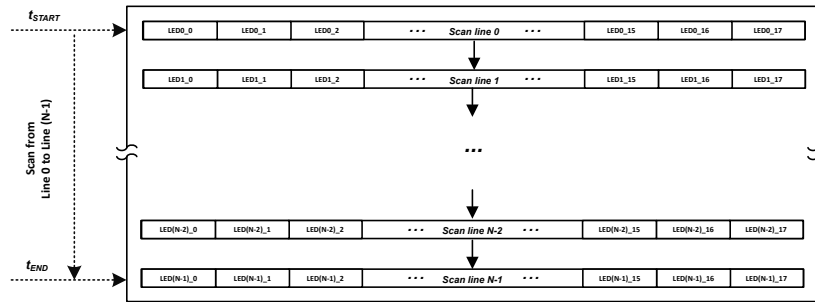 t_START
LED0_0 LED0_1 LED0_2 ... Scan line 0 ... LED0_15 LED0_16 LED0_17
LED1_0 LED1_1 LED1_2 ... Scan line 1 ... LED1_15 LED1_16 LED1_17
Scan from
Line 0 to Line (N-1)
...
LED(N-2)_0 LED(N-2)_1 LED(N-2)_2 ... Scan line N-2 ... LED(N-2)_15 LED(N-2)_16 LED(N-2)_17
t_END
LED(N-1)_0 LED(N-1)_1 LED(N-1)_2 ... Scan line N-1 ... LED(N-1)_15 LED(N-1)_16 LED(N-1)_17